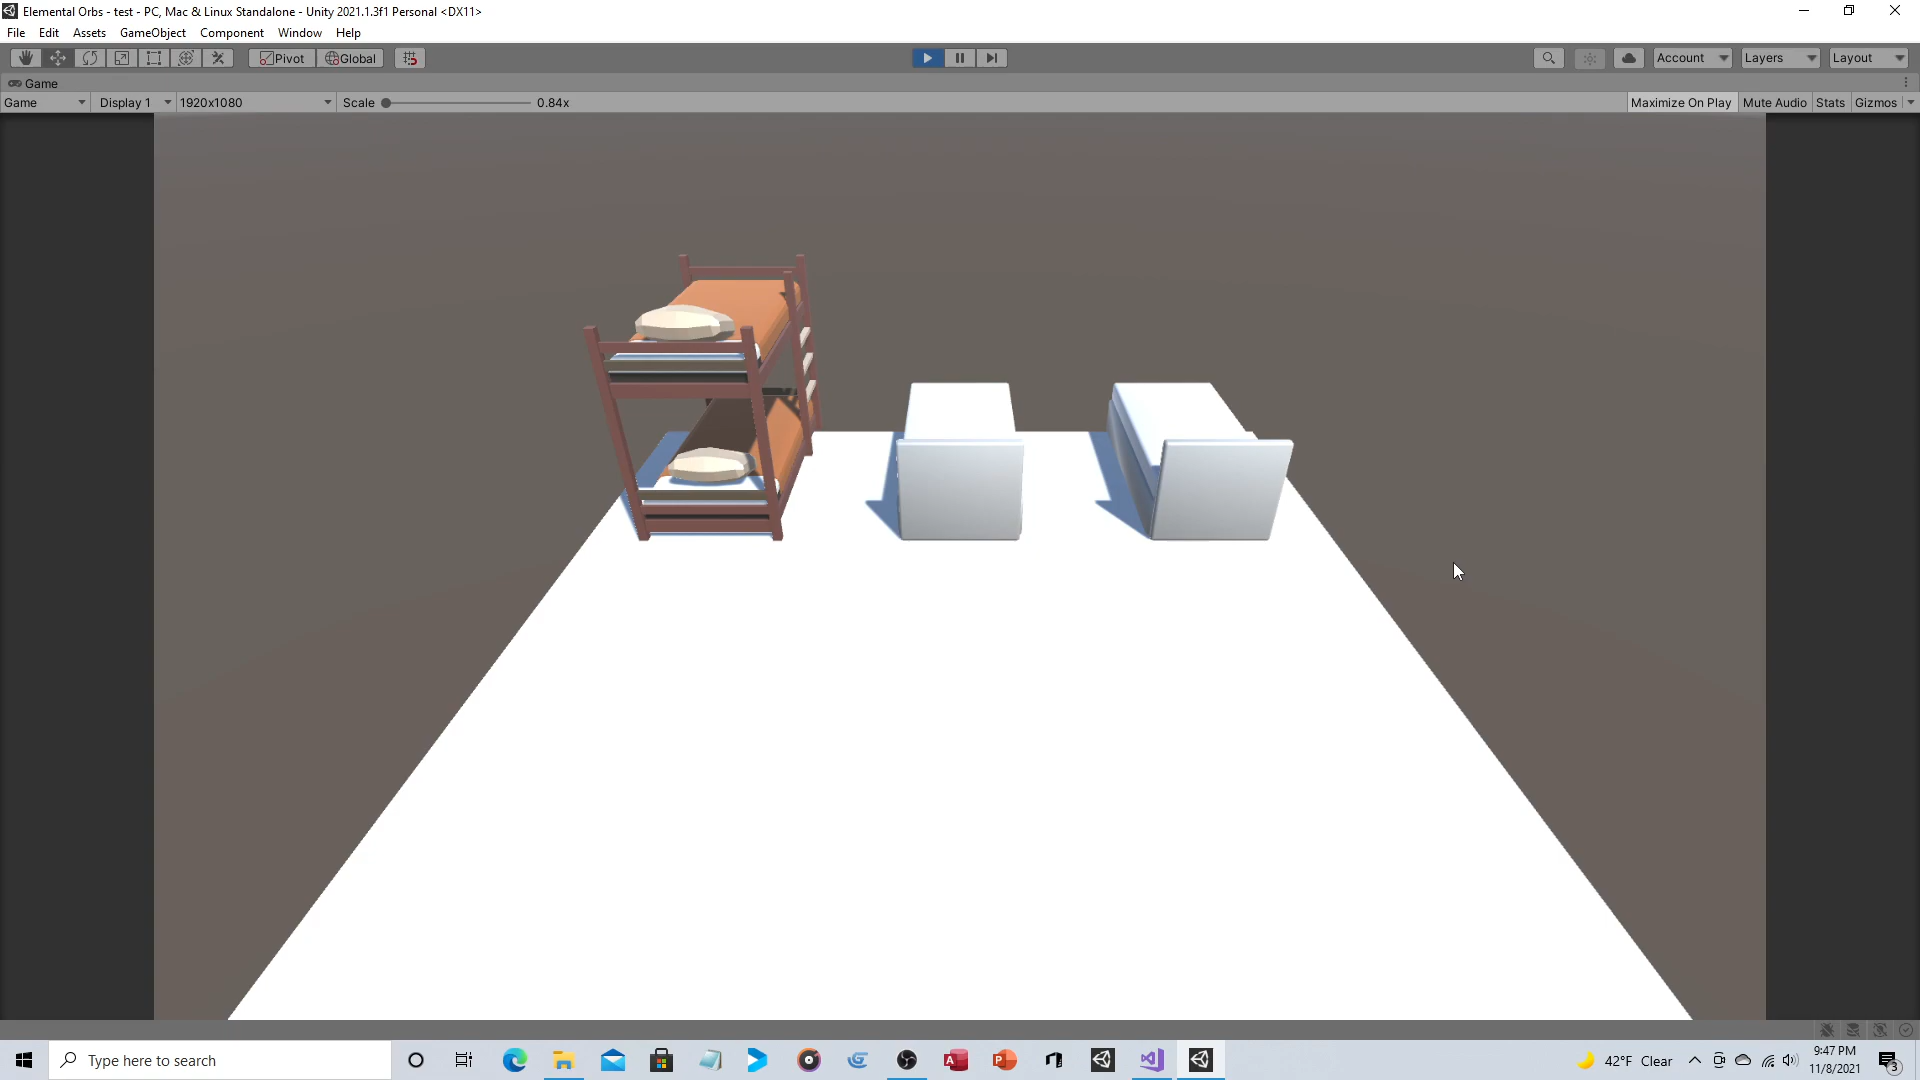 Elemental Orbs - test - PC, Mac & Linux Standalone - Unity 2021.1.3f1 Personal <DX11>
File Edit Assets GameObject Component Window Help
Pivot Global Account Layers Layout
Game
Game Display 1 1920x1080 Scale 0.84x Maximize On Play Mute Audio Stats Gizmos
Type here to search 42°F Clear 9:47 PM
11/8/2021 3